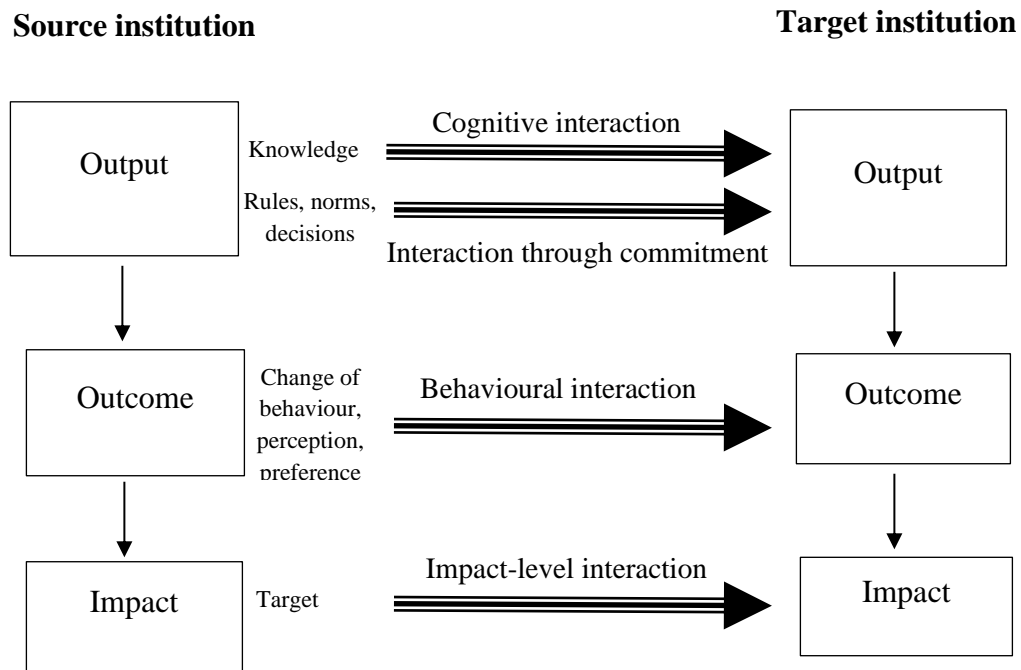 Source institution
Target institution
Output
Knowledge
Rules, norms,
decisions
Cognitive interaction
Interaction through commitment
Output
Outcome
Change of
behaviour,
perception,
preference
Behavioural interaction
Outcome
Impact
Target
Impact-level interaction
Impact